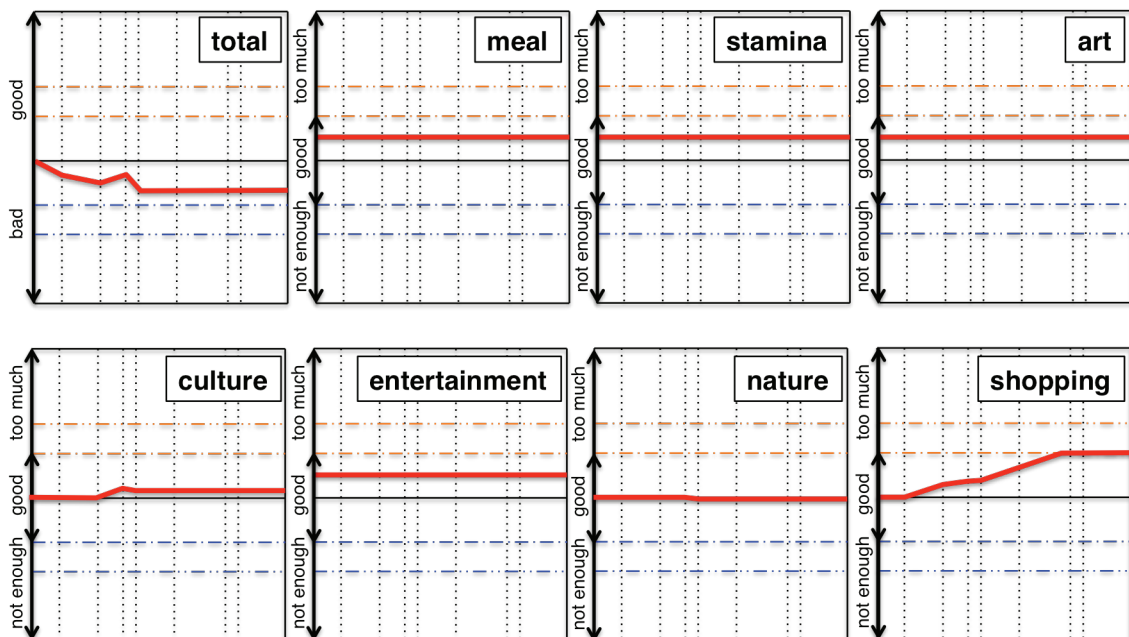 total
good
bad
meal
too much
good
not enough
stamina
too much
good
not enough
art
too much
good
not enough
culture
too much
good
not enough
entertainment
too much
good
not enough
nature
too much
good
not enough
shopping
too much
good
not enough